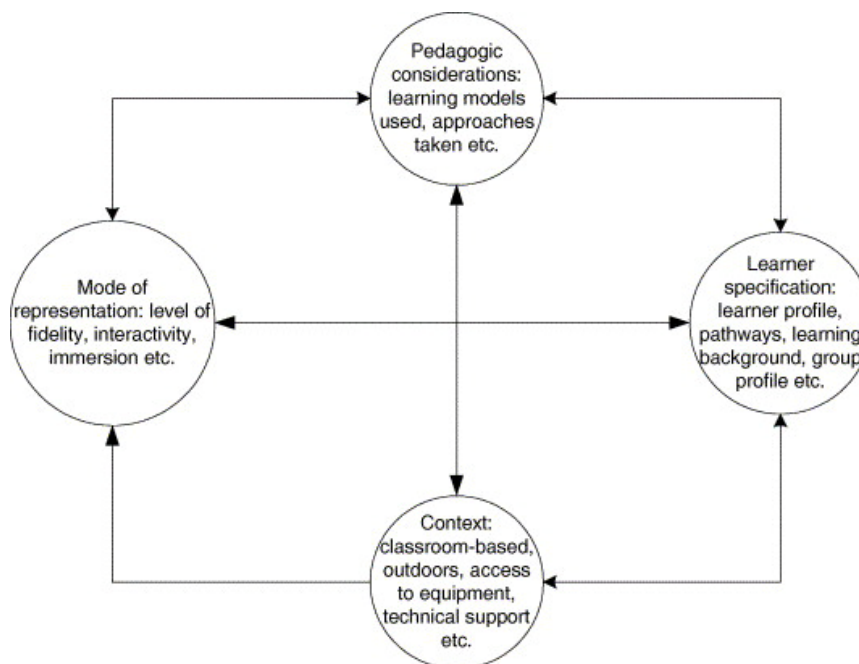 Pedagogic
considerations:
learning models
used, approaches
taken etc.
Mode of
representation: level of
fidelity, interactivity,
immersion etc.
Learner
specification:
learner profile,
pathways, learning
background, group
profile etc.
Context:
classroom-based,
outdoors, access
to equipment,
technical support
etc.